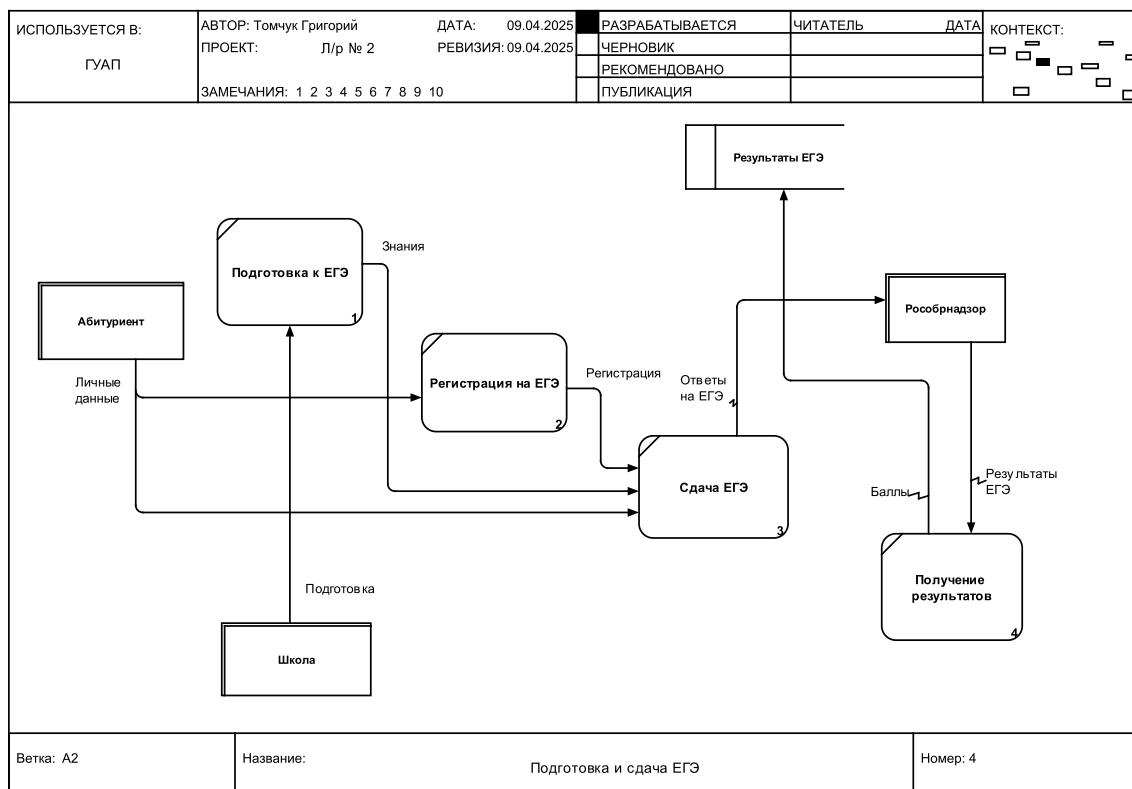 ИСПОЛЬЗУЕТСЯ В:
ГУАП
АВТОР: Томчук Григорий
ДАТА: 09.04.2025
ПРОЕКТ: Л/р № 2
РЕВИЗИЯ: 09.04.2025
ЗАМЕЧАНИЯ: 1 2 3 4 5 6 7 8 9 10
РАЗРАБАТЫВАЕТСЯ
ЧЕРНОВИК
РЕКОМЕНДОВАНО
ПУБЛИКАЦИЯ
ЧИТАТЕЛЬ
ДАТА
КОНТЕКСТ:
Результаты ЕГЭ
Знания
Подготовка к ЕГЭ
1
Абитуриент
Рособрнадзор
Личные
данные
Регистрация на ЕГЭ
2
Регистрация
Ответы
на ЕГЭ
Сдача ЕГЭ
3
Баллы
Результаты
ЕГЭ
Получение
результатов
4
Подготовка
Школа
Ветка: A2
Название:
Подготовка и сдача ЕГЭ
Номер: 4